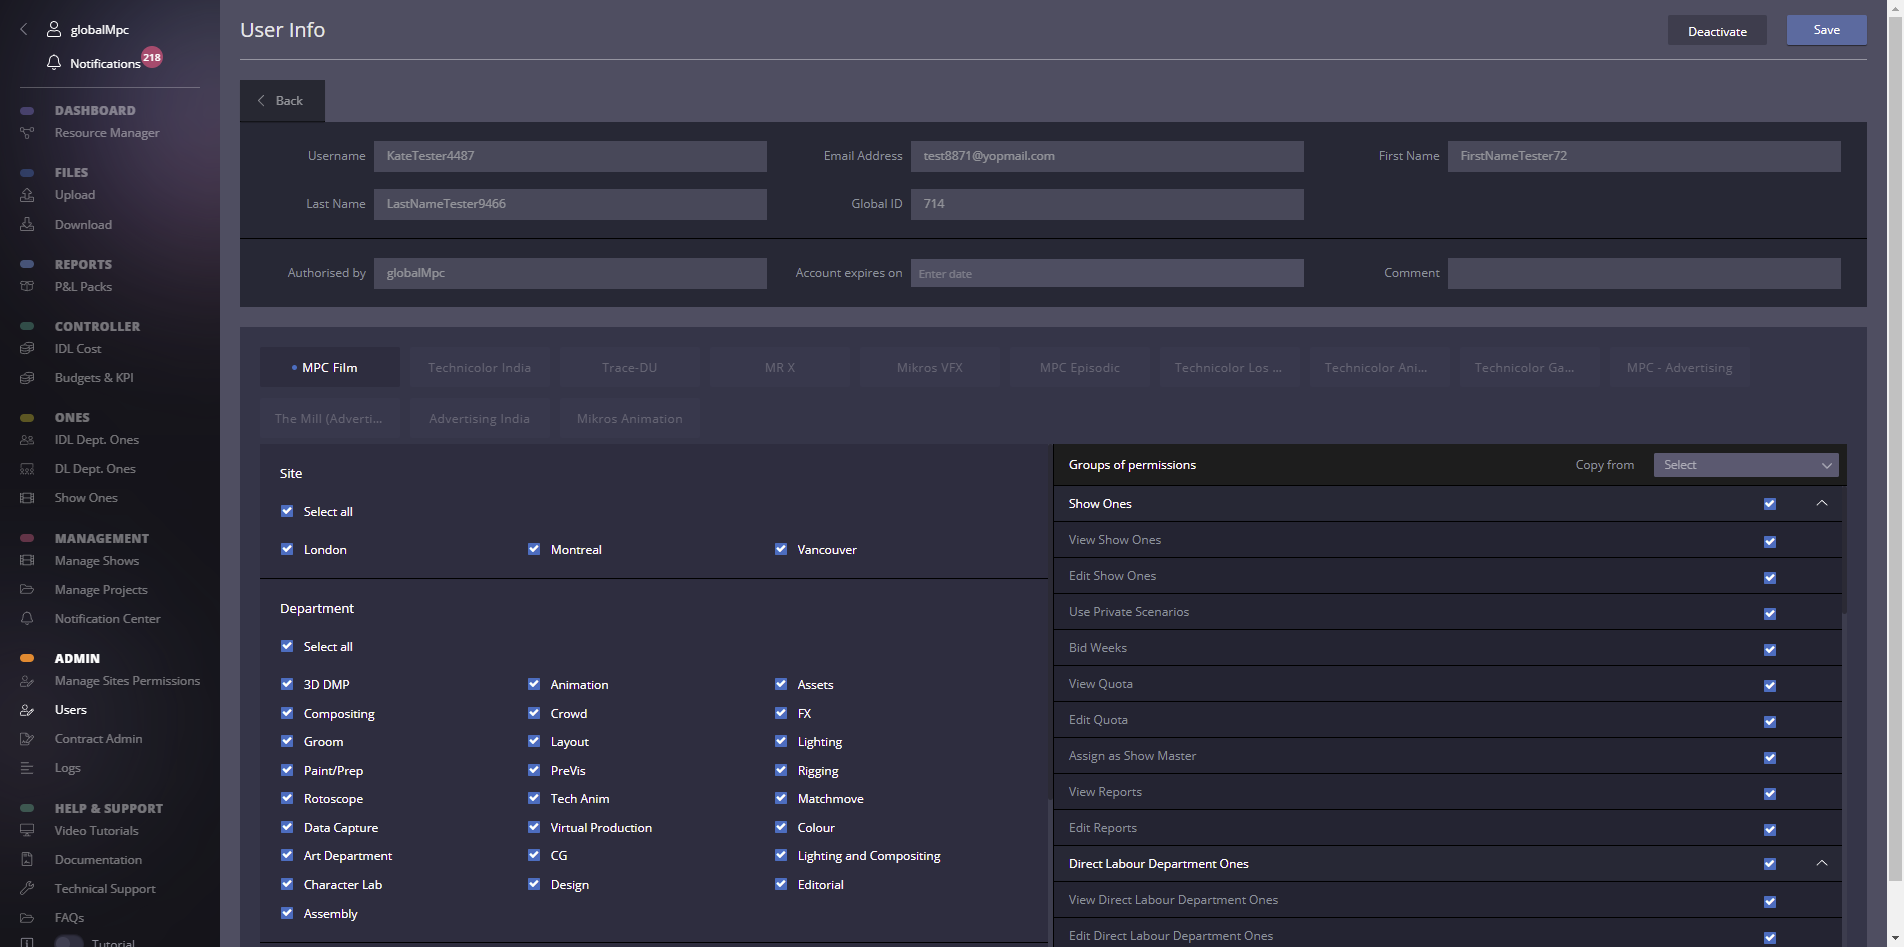 globalMpc
Notifications 218
DASHBOARD
Resource Manager
FILES
Upload
Download
REPORTS
P&L Packs
CONTROLLER
IDL Cost
Budgets & KPI
ONES
IDL Dept. Ones
DL Dept. Ones
Show Ones
MANAGEMENT
Manage Shows
Manage Projects
Notification Center
ADMIN
Manage Sites Permissions
Users
Contract Admin
Logs
HELP & SUPPORT
Video Tutorials
Documentation
Technical Support
FAQs
Tutorial
User Info
Deactivate
Save
Back
Username KateTester4487 Email Address test8871@yopmail.com First Name FirstNameTester72
Last Name LastNameTester9466 Global ID 714
Authorised by globalMpc Account expires on Enter date Comment
MPC Film Technicolor India Trace-DU MR X Mikros VFX MPC Episodic Technicolor Los ... Technicolor Ani... Technicolor Ga... MPC - Advertising
The Mill (Adverti... Advertising India Mikros Animation
Site
Select all
London Montreal Vancouver
Department
Select all
3D DMP Animation Assets
Compositing Crowd FX
Groom Layout Lighting
Paint/Prep PreVis Rigging
Rotoscope Tech Anim Matchmove
Data Capture Virtual Production Colour
Art Department CG Lighting and Compositing
Character Lab Design Editorial
Assembly
Groups of permissions Copy from Select
Show Ones
View Show Ones
Edit Show Ones
Use Private Scenarios
Bid Weeks
View Quota
Edit Quota
Assign as Show Master
View Reports
Edit Reports
Direct Labour Department Ones
View Direct Labour Department Ones
Edit Direct Labour Department Ones